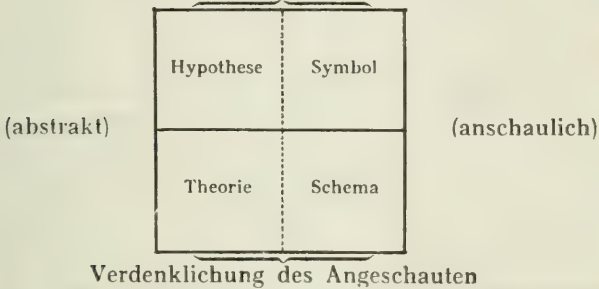 Hypothese Symbol
(abstrakt) (anschaulich)
Theorie Schema
Verdenklichung des Angeschauten